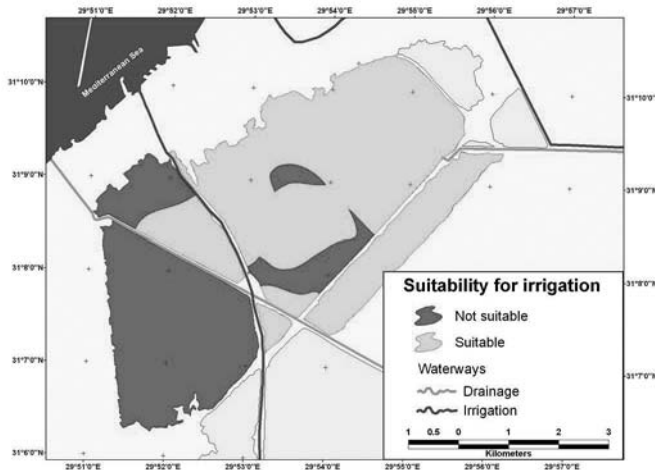 29°51'0"E 29°52'0"E 29°53'0"E 29°54'0"E 29°55'0"E 29°56'0"E 29°57'0"E
Mediterranean Sea
31°10'0"N 31°10'0"N
31°9'0"N 31°9'0"N
31°8'0"N 31°8'0"N
31°7'0"N 31°7'0"N
31°6'0"N
Suitability for irrigation
Not suitable
Suitable
Waterways
Drainage
Irrigation
1 0.5 0 1 2 3
Kilometers
29°51'0"E 29°52'0"E 29°53'0"E 29°54'0"E 29°55'0"E 29°56'0"E 29°57'0"E